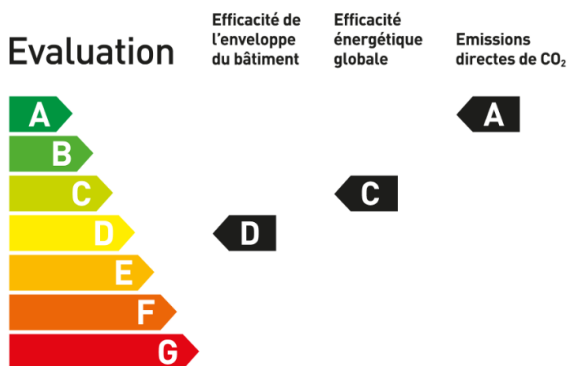 Evaluation
Efficacité de
l'enveloppe
du bâtiment
Efficacité
énergétique
globale
Emissions
directes de CO₂
A
A
B
C
C
D
D
E
F
G